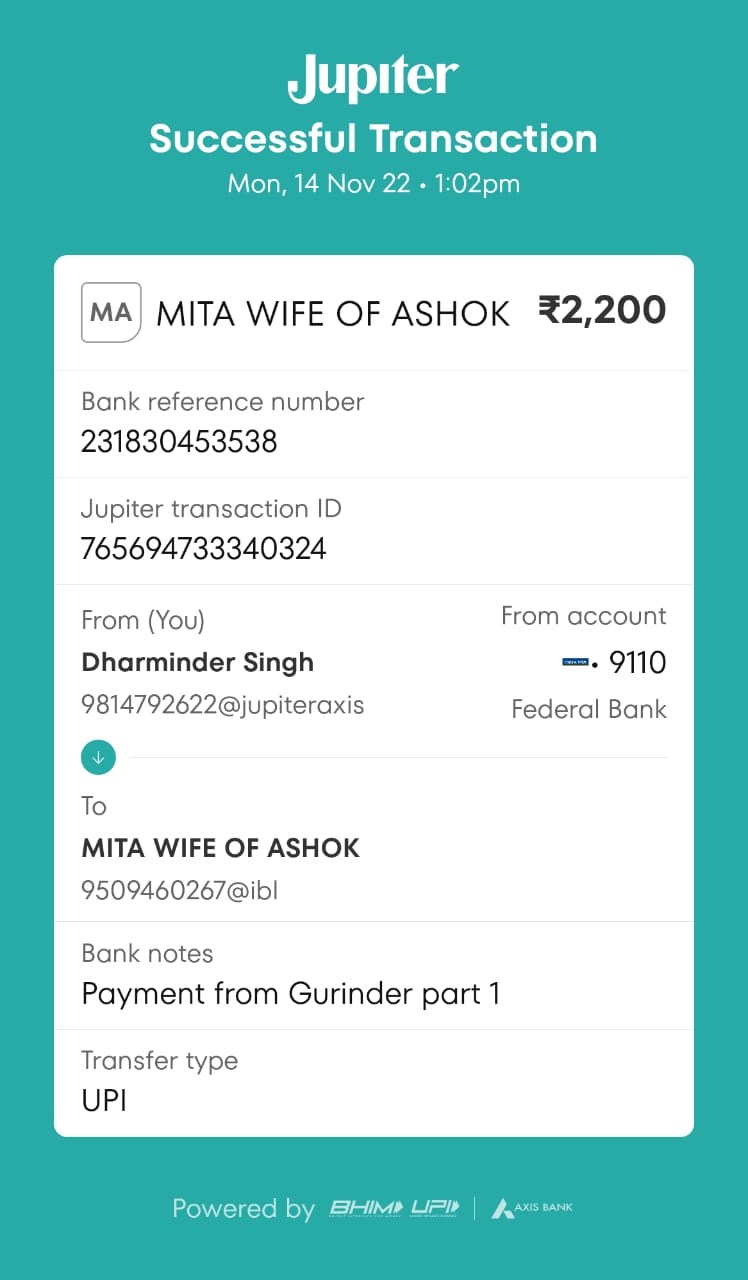 Jupiter
Successful Transaction
Mon, 14 Nov 22 • 1:02pm
MA MITA WIFE OF ASHOK ₹2,200
Bank reference number
231830453538
Jupiter transaction ID
765694733340324
From (You)
Dharminder Singh
9814792622@jupiteraxis
From account
• 9110
Federal Bank
To
MITA WIFE OF ASHOK
9509460267@ibl
Bank notes
Payment from Gurinder part 1
Transfer type
UPI
Powered by BHIM UPI | AXIS BANK